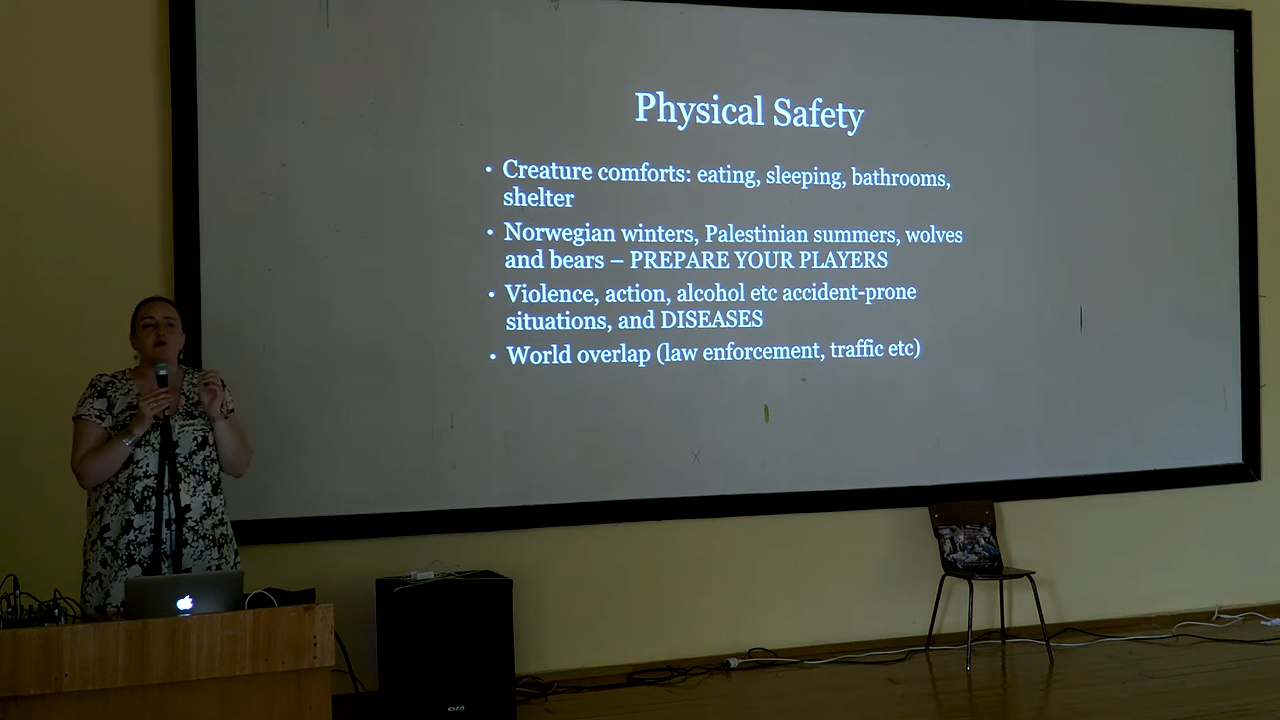 Physical Safety
• Creature comforts: eating, sleeping, bathrooms,
shelter
• Norwegian winters, Palestinian summers, wolves
and bears – PREPARE YOUR PLAYERS
• Violence, action, alcohol etc accident-prone
situations, and DISEASES
• World overlap (law enforcement, traffic etc)